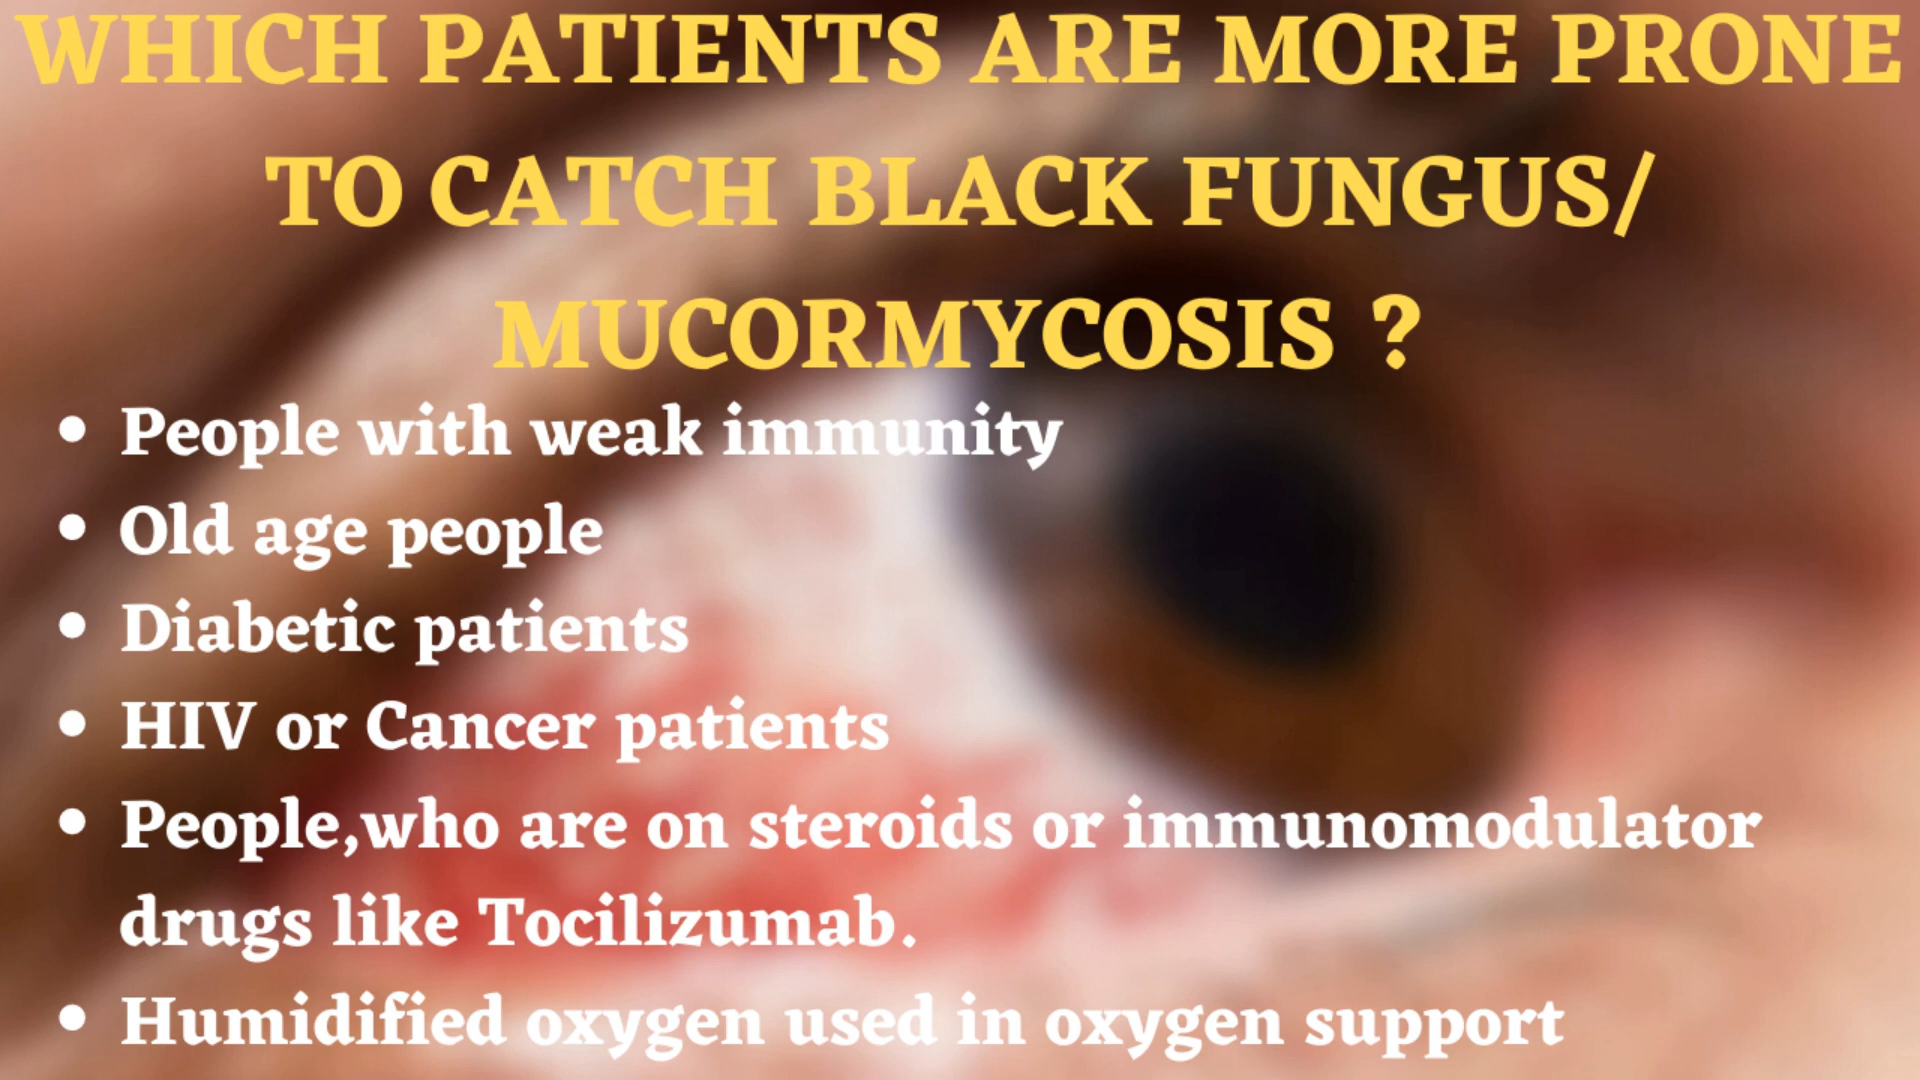 WHICH PATIENTS ARE MORE PRONE
TO CATCH BLACK FUNGUS/
MUCORMYCOSIS ?
• People with weak immunity
• Old age people
• Diabetic patients
• HIV or Cancer patients
• People,who are on steroids or immunomodulator
drugs like Tocilizumab.
• Humidified oxygen used in oxygen support